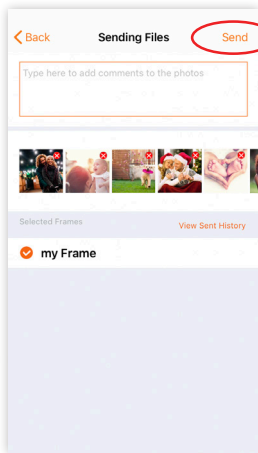 Back Sending Files Send
Type here to add comments to the photos
Selected Frames View Sent History
my Frame